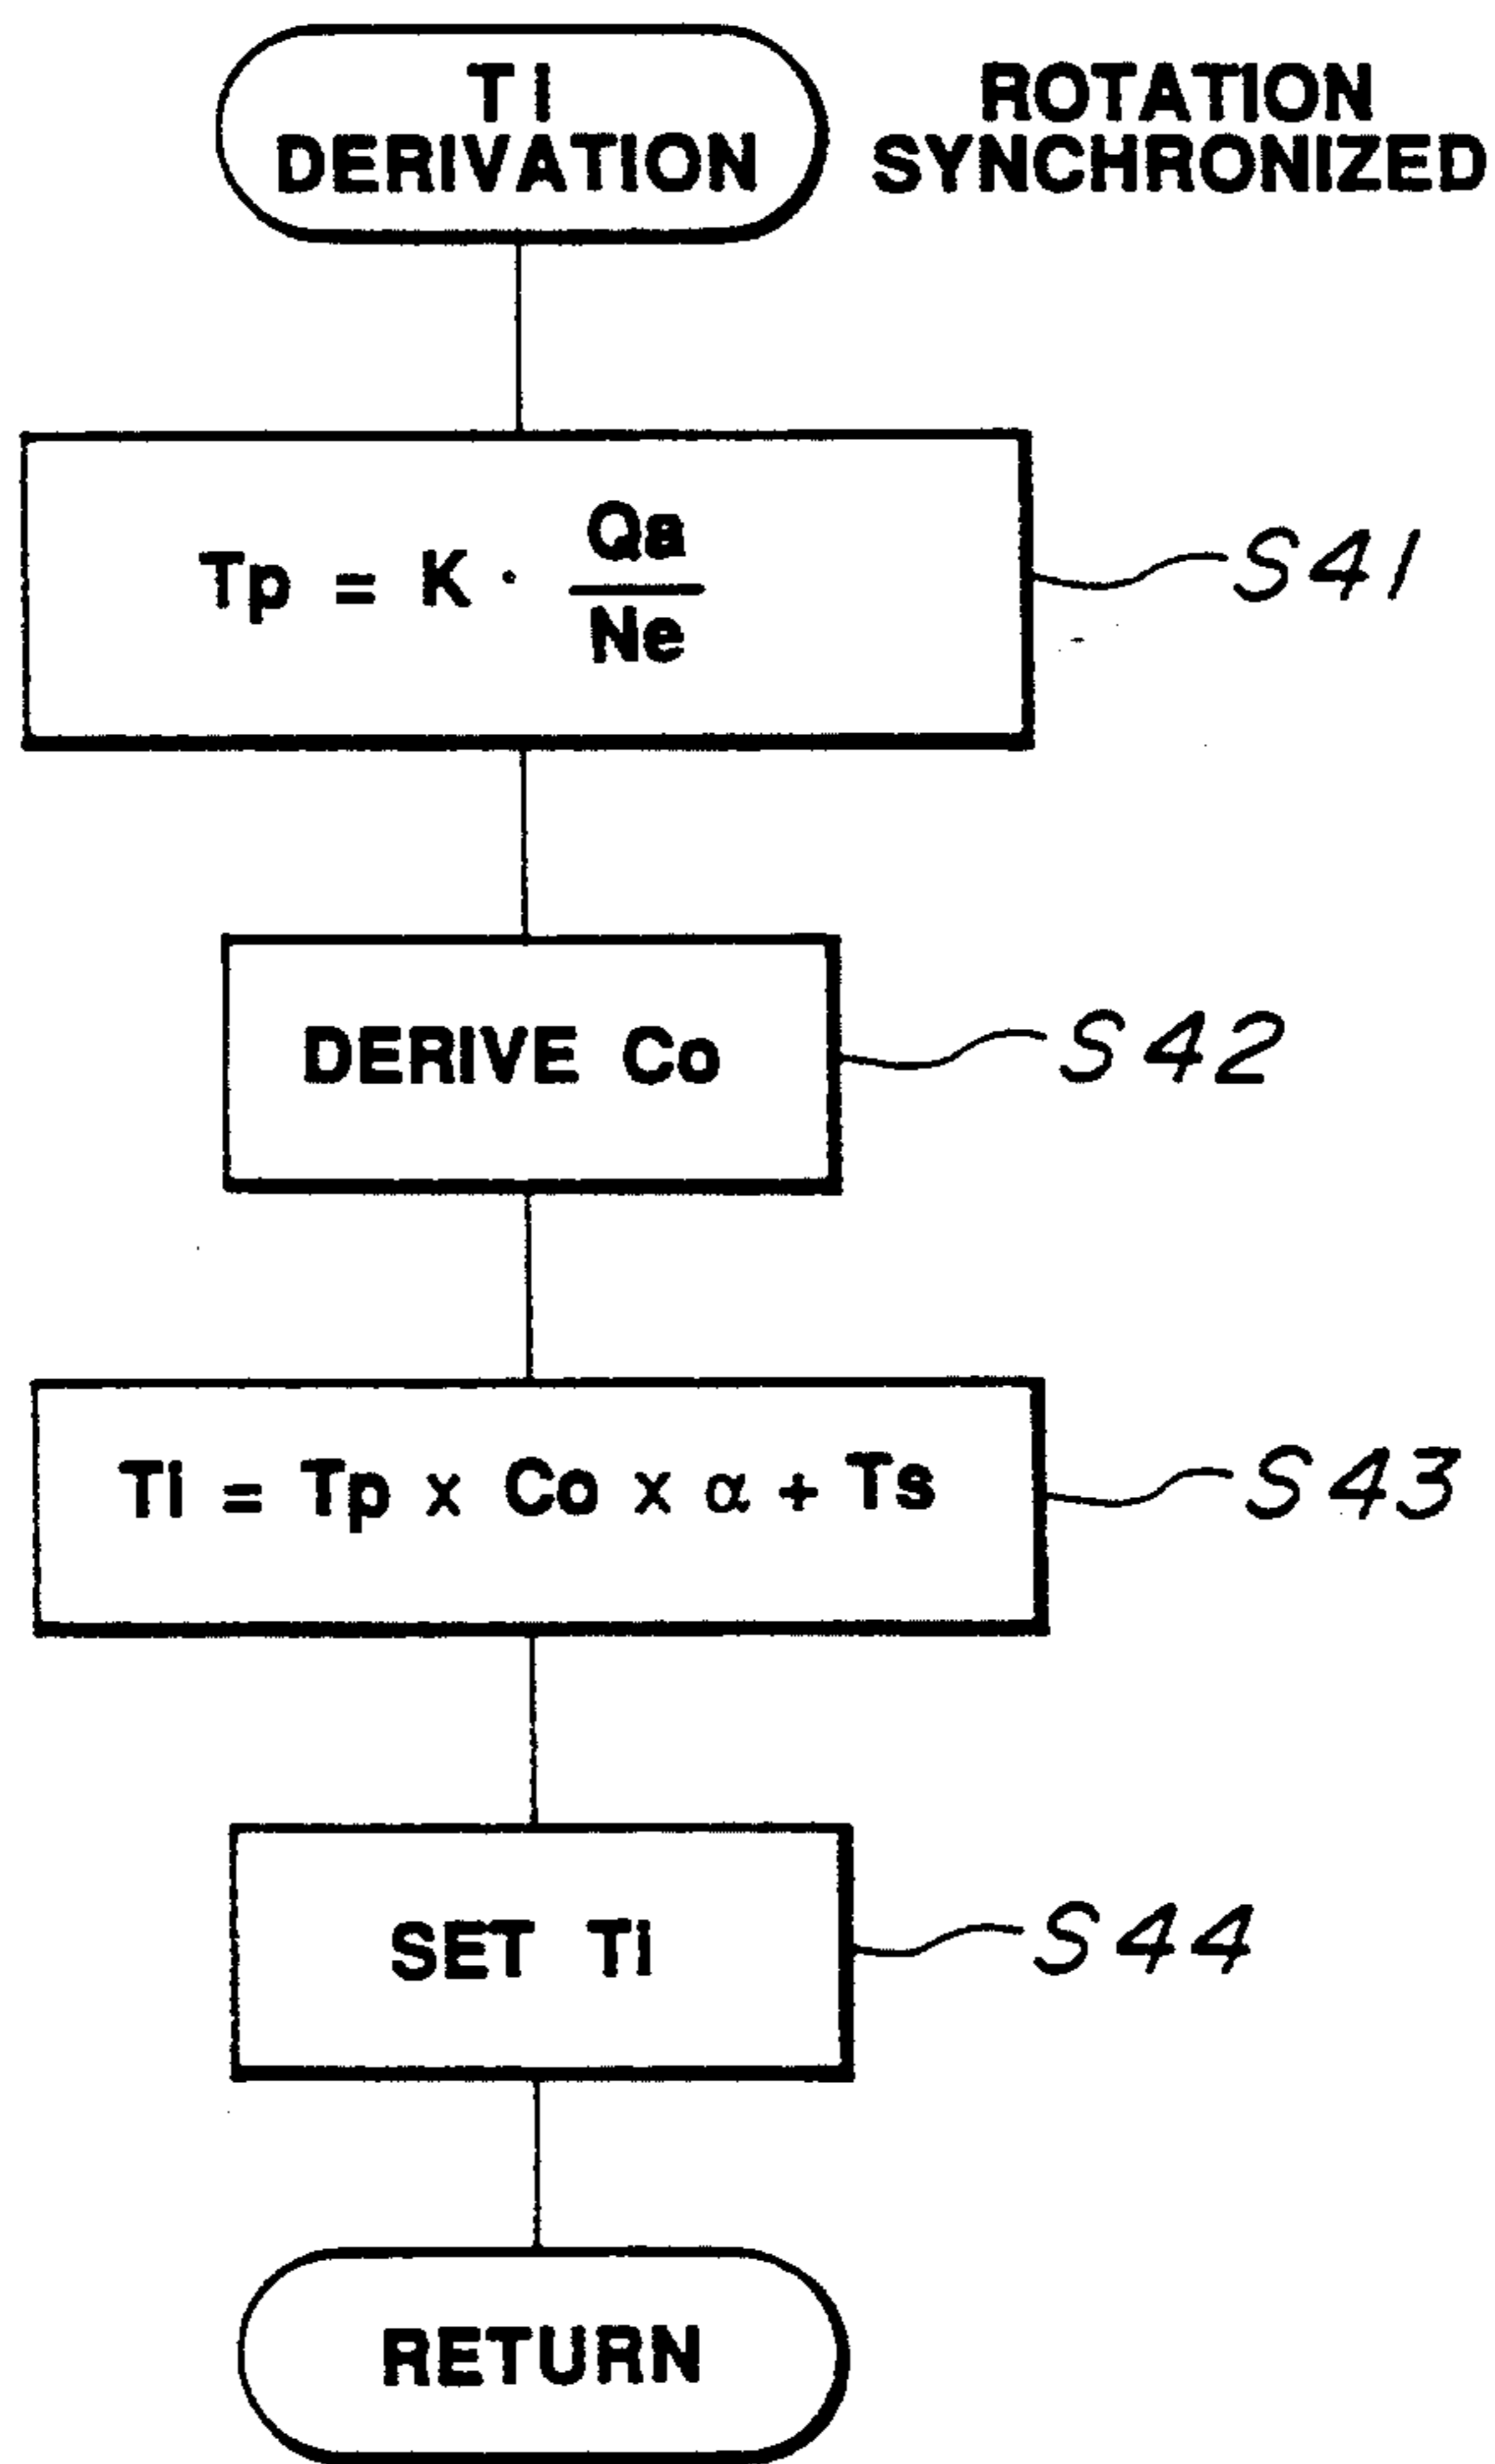 TI
DERIVATION
ROTATION
SYNCHRONIZED
Tp = K · Qa
Ne
S41
DERIVE Co
S42
Ti = Tp x Co x α + Ts
S43
SET Ti
S44
RETURN